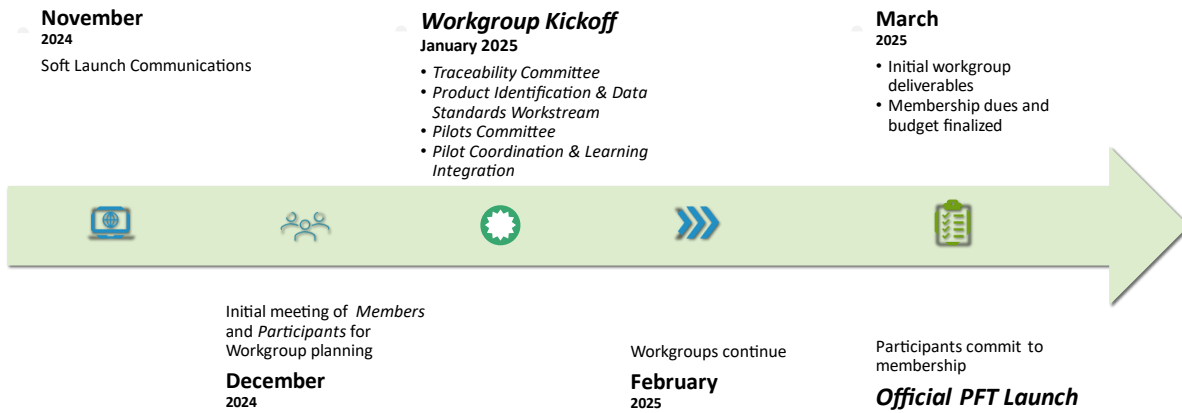 November
2024
Soft Launch Communications
Workgroup Kickoff
January 2025
• Traceability Committee
• Product Identification & Data
Standards Workstream
• Pilots Committee
• Pilot Coordination & Learning
Integration
March
2025
• Initial workgroup
deliverables
• Membership dues and
budget finalized
Initial meeting of Members
and Participants for
Workgroup planning
December
2024
Workgroups continue
February
2025
Participants commit to
membership
Official PFT Launch